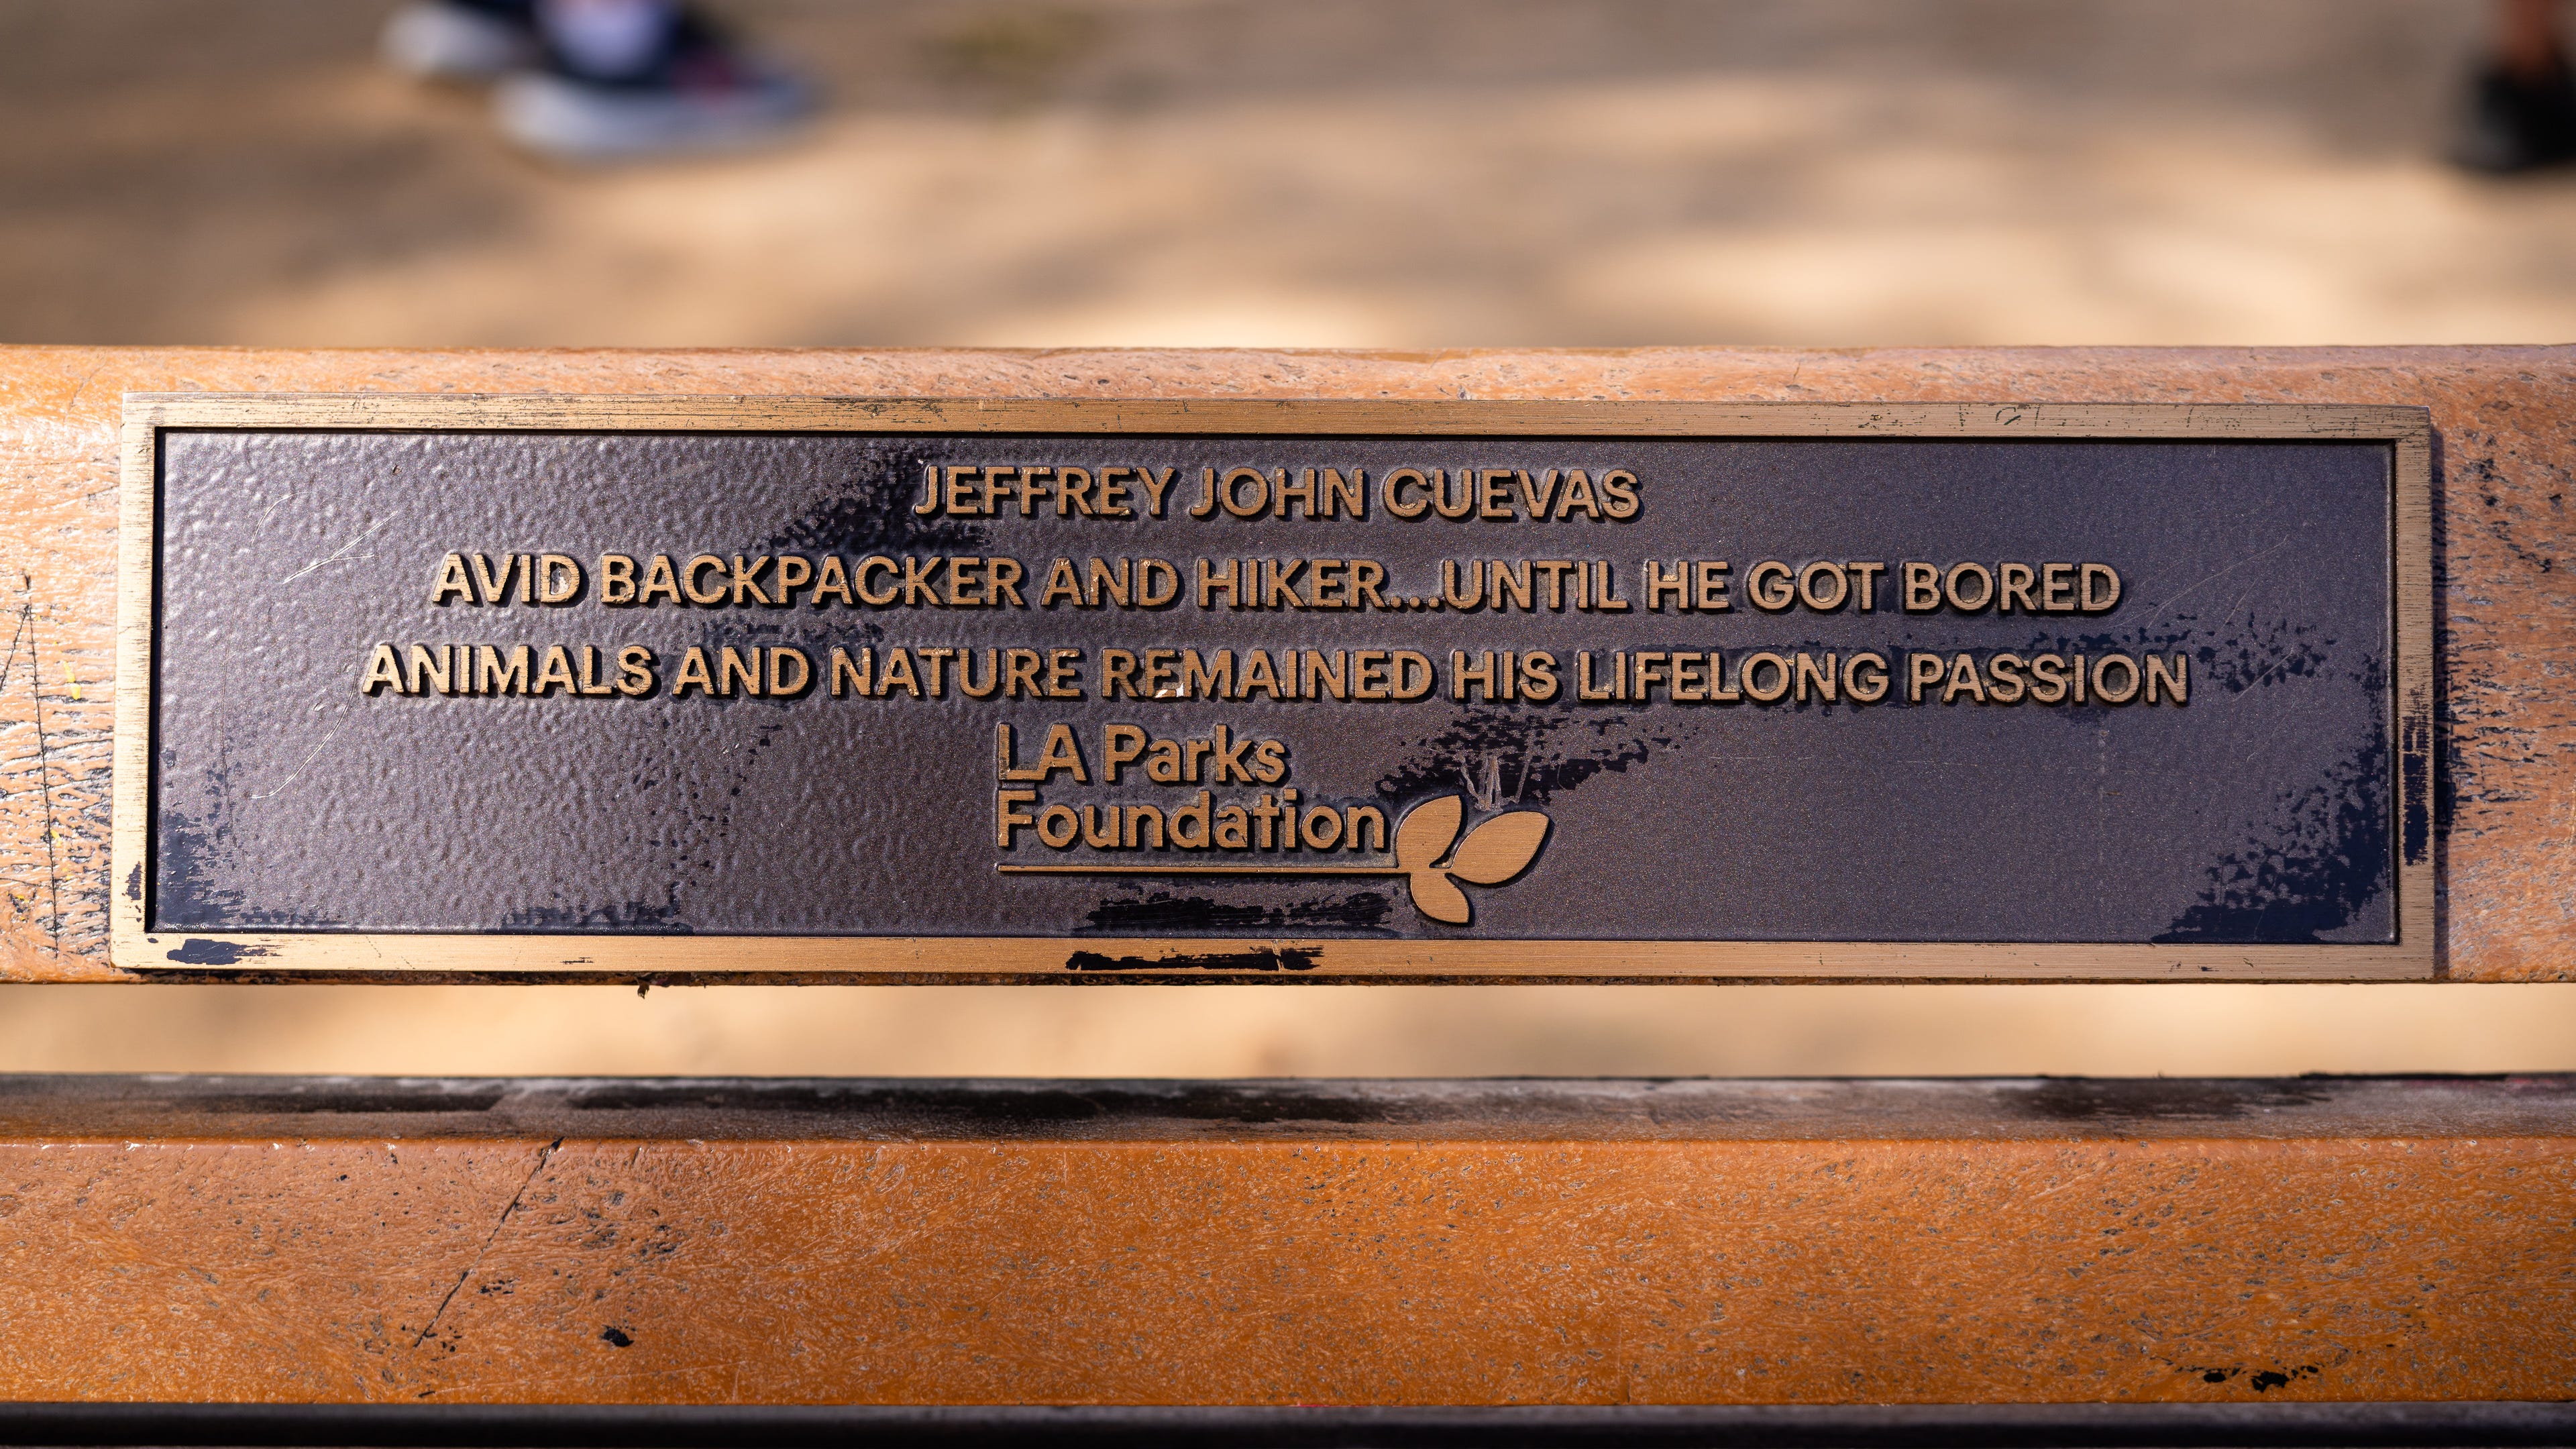 JEFFREY JOHN CUEVAS
AVID BACKPACKER AND HIKER...UNTIL HE GOT BORED
ANIMALS AND NATURE REMAINED HIS LIFELONG PASSION
LA Parks
Foundation